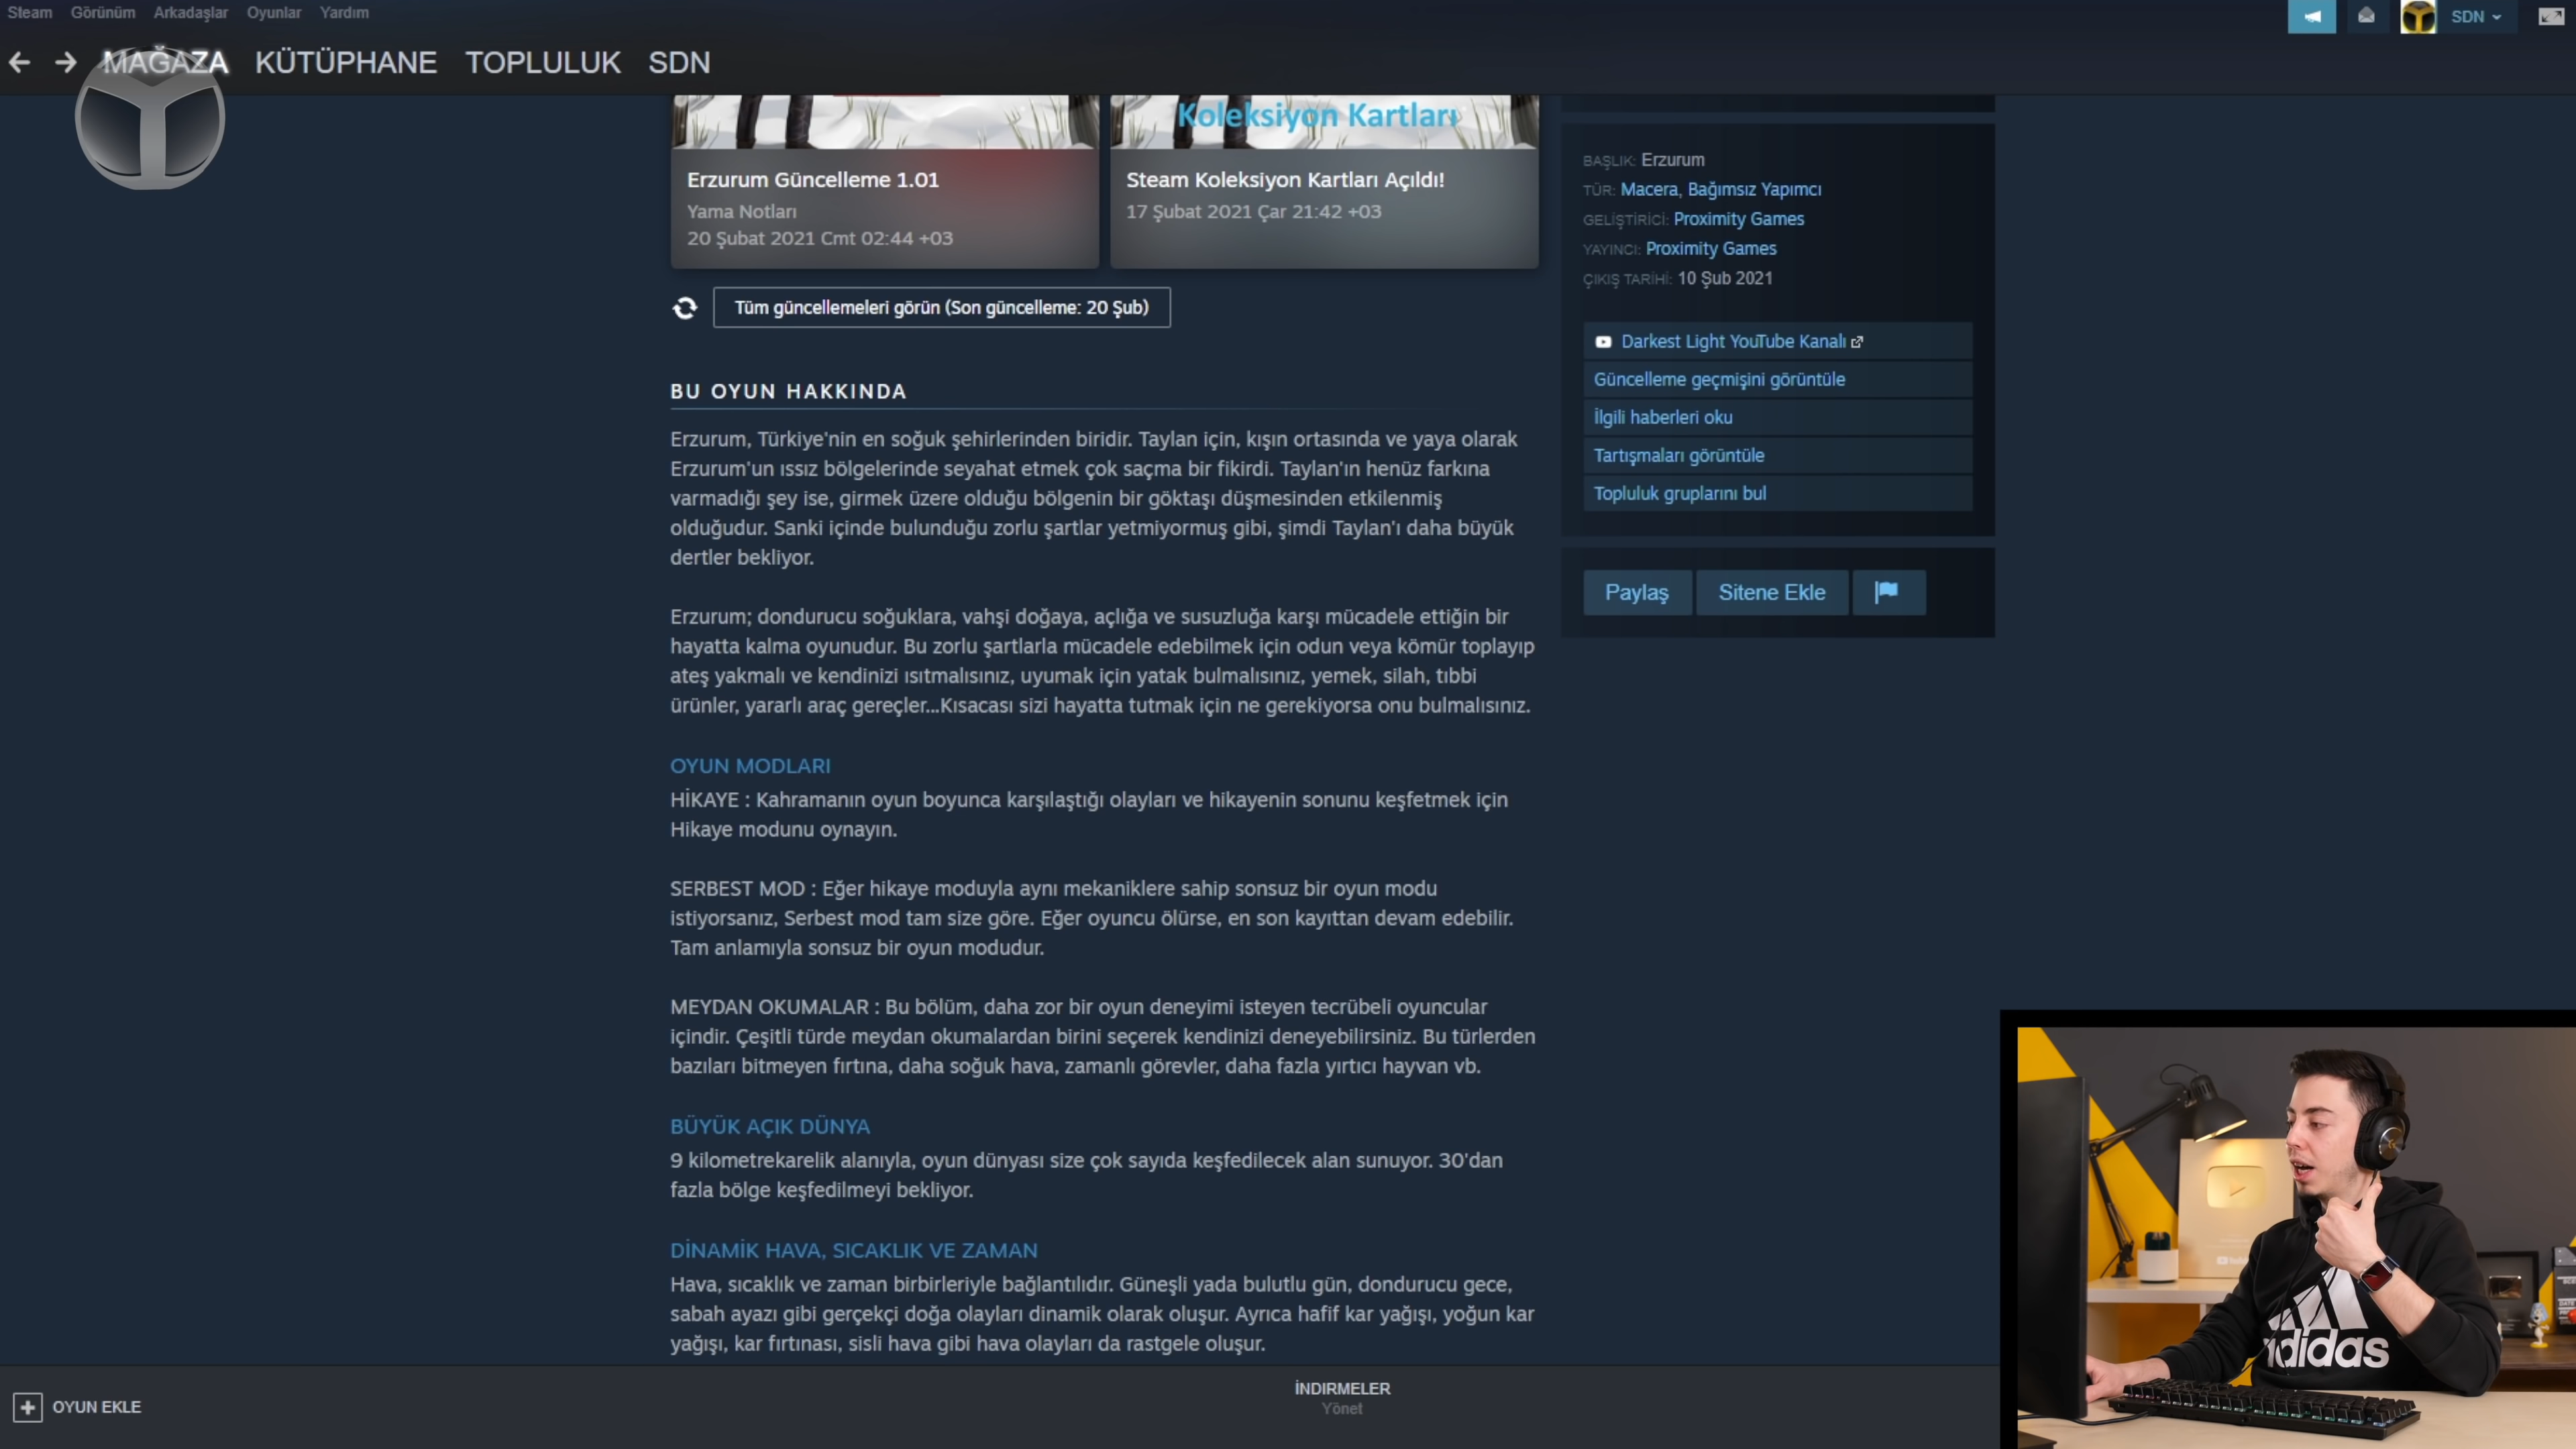 Steam Görünüm Arkadaşlar Oyunlar Yardım
SDN
MAĞAZA KÜTÜPHANE TOPLULUK SDN
Koleksiyon Kartları
Erzurum Güncelleme 1.01
Yama Notları
20 Şubat 2021 Cmt 02:44 +03
Steam Koleksiyon Kartları Açıldı!
17 Şubat 2021 Çar 21:42 +03
Tüm güncellemeleri görün (Son güncelleme: 20 Şub)
BU OYUN HAKKINDA
Erzurum, Türkiye'nin en soğuk şehirlerinden biridir. Taylan için, kışın ortasında ve yaya olarak
Erzurum'un ıssız bölgelerinde seyahat etmek çok saçma bir fikirdi. Taylan'ın henüz farkına
varmadığı şey ise, girmek üzere olduğu bölgenin bir göktaşı düşmesinden etkilenmiş
olduğudur. Sanki içinde bulunduğu zorlu şartlar yetmiyormuş gibi, şimdi Taylan'ı daha büyük
dertler bekliyor.
Erzurum; dondurucu soğuklara, vahşi doğaya, açlığa ve susuzluğa karşı mücadele ettiğin bir
hayatta kalma oyunudur. Bu zorlu şartlarla mücadele edebilmek için odun veya kömür toplayıp
ateş yakmalı ve kendinizi ısıtmalısınız, uyumak için yatak bulmalısınız, yemek, silah, tıbbi
ürünler, yararlı araç gereçler...Kısacası sizi hayatta tutmak için ne gerekiyorsa onu bulmalısınız.
OYUN MODLARI
HİKAYE : Kahramanın oyun boyunca karşılaştığı olayları ve hikayenin sonunu keşfetmek için
Hikaye modunu oynayın.
SERBEST MOD : Eğer hikaye moduyla aynı mekaniklere sahip sonsuz bir oyun modu
istiyorsanız, Serbest mod tam size göre. Eğer oyuncu ölürse, en son kayıttan devam edebilir.
Tam anlamıyla sonsuz bir oyun modudur.
MEYDAN OKUMALAR : Bu bölüm, daha zor bir oyun deneyimi isteyen tecrübeli oyuncular
içindir. Çeşitli türde meydan okumalardan birini seçerek kendinizi deneyebilirsiniz. Bu türlerden
bazıları bitmeyen fırtına, daha soğuk hava, zamanlı görevler, daha fazla yırtıcı hayvan vb.
BÜYÜK AÇIK DÜNYA
9 kilometrekarelik alanıyla, oyun dünyası size çok sayıda keşfedilecek alan sunuyor. 30'dan
fazla bölge keşfedilmeyi bekliyor.
DİNAMİK HAVA, SICAKLIK VE ZAMAN
Hava, sıcaklık ve zaman birbirleriyle bağlantılıdır. Güneşli yada bulutlu gün, dondurucu gece,
sabah ayazı gibi gerçekçi doğa olayları dinamik olarak oluşur. Ayrıca hafif kar yağışı, yoğun kar
yağışı, kar fırtınası, sisli hava gibi hava olayları da rastgele oluşur.
BAŞLIK: Erzurum
TÜR: Macera, Bağımsız Yapımcı
GELİŞTİRİCİ: Proximity Games
YAYINCI: Proximity Games
ÇIKIŞ TARİHİ: 10 Şub 2021
Darkest Light YouTube Kanalı
Güncelleme geçmişini görüntüle
İlgili haberleri oku
Tartışmaları görüntüle
Topluluk gruplarını bul
Paylaş Sitene Ekle
adidas
OYUN EKLE
İNDIRMELER
Yönet